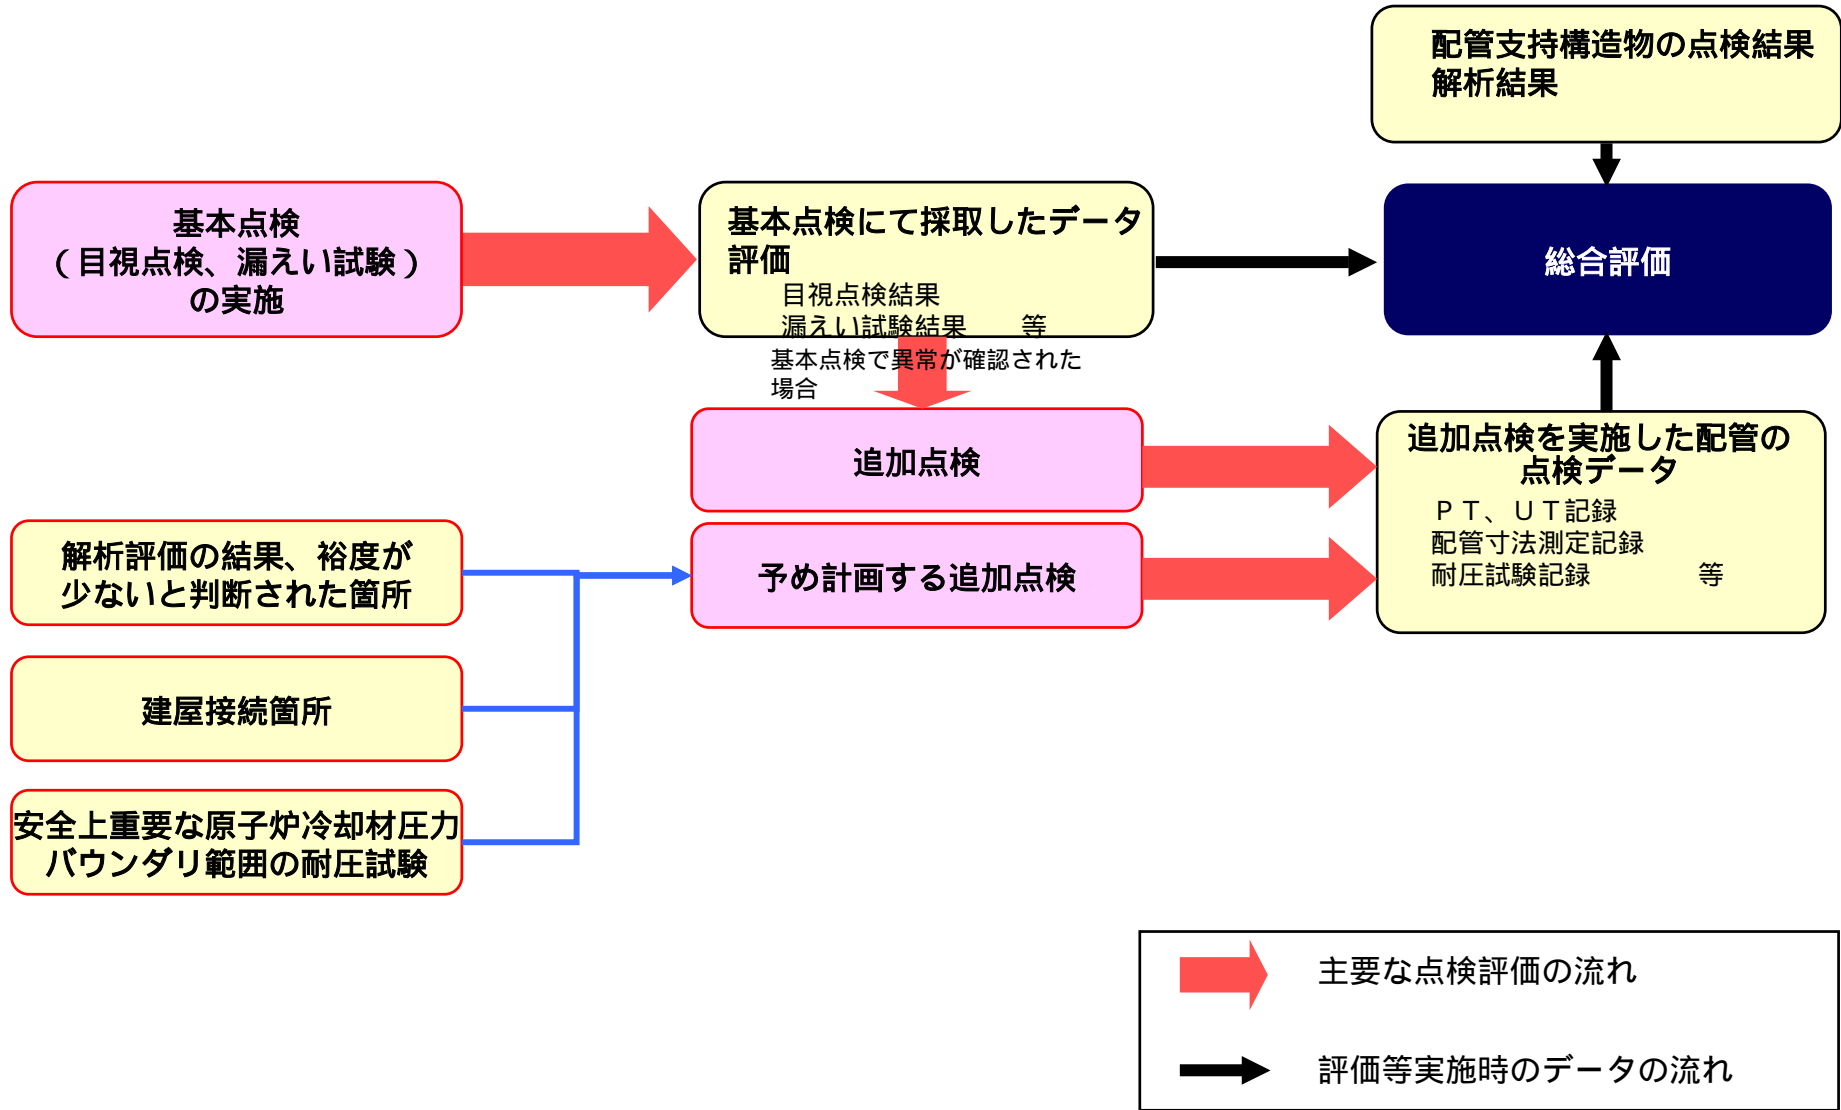 配管支持構造物の点検結果
解析結果
基本点検
（目視点検、漏えい試験）
の実施
基本点検にて採取したデータ
評価
目視点検結果
漏えい試験結果　　等
総合評価
基本点検で異常が確認された
場合
追加点検
追加点検を実施した配管の
点検データ
ＰＴ、ＵＴ記録
配管寸法測定記録
耐圧試験記録　　　　等
解析評価の結果、裕度が
少ないと判断された箇所
予め計画する追加点検
建屋接続箇所
安全上重要な原子炉冷却材圧力
バウンダリ範囲の耐圧試験
主要な点検評価の流れ
評価等実施時のデータの流れ